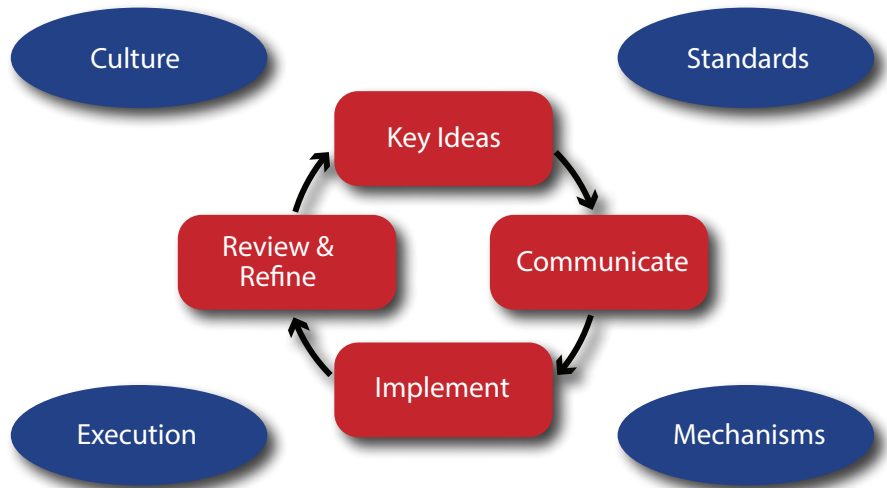 Culture
Standards
Key Ideas
Review &
Refine
Communicate
Implement
Execution
Mechanisms